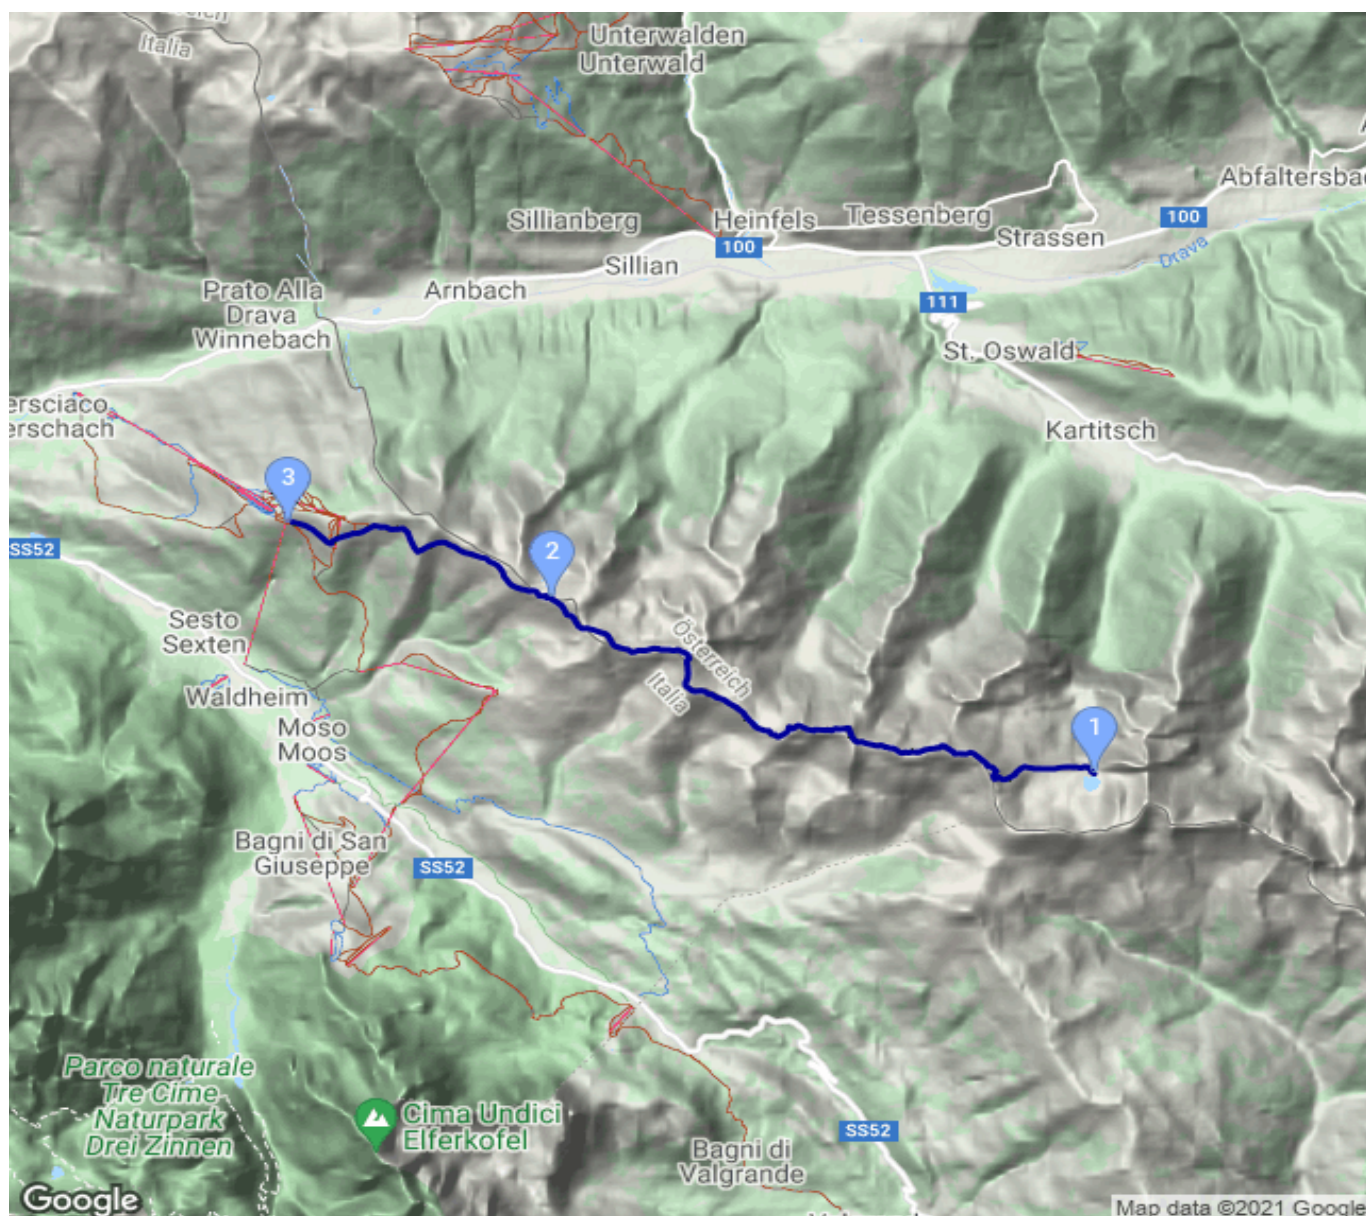 Italia
Unterwalden
Unterwald
Abfaltersbac
Sillianberg
Heinfels
Tessenberg
100
Strassen
100
Drava
Sillian
Prato Alla
Drava
Winnebach
Arnbach
111
St. Oswald
ersciaco
erschach
Kartitsch
3
SS52
2
Sesto
Sexten
Österreich
Italia
Waldheim
Moso
Moos
1
Bagni di San
Giuseppe
SS52
Parco naturale
Tre Cime
Naturpark
Drei Zinnen
Cima Undici
Elferkofel
SS52
Bagni di
Valgrande
Google
Map data ©2021 Google